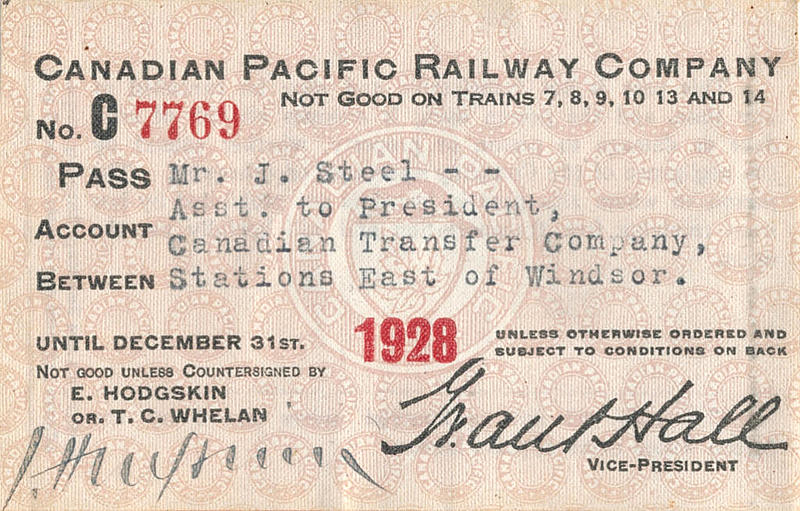 CANADIAN PACIFIC RAILWAY COMPANY
NOT GOOD ON TRAINS 7, 8, 9, 10 13 AND 14
No. C 7769
PASS Mr. J. Steel - -
Asst. to President,
ACCOUNT Canadian Transfer Company,
BETWEEN Stations East of Windsor.
UNTIL DECEMBER 31ST. 1928
UNLESS OTHERWISE ORDERED AND
SUBJECT TO CONDITIONS ON BACK
NOT GOOD UNLESS COUNTERSIGNED BY
E. HODGSKIN
OR. T. C. WHELAN
Grant Hall
VICE-PRESIDENT